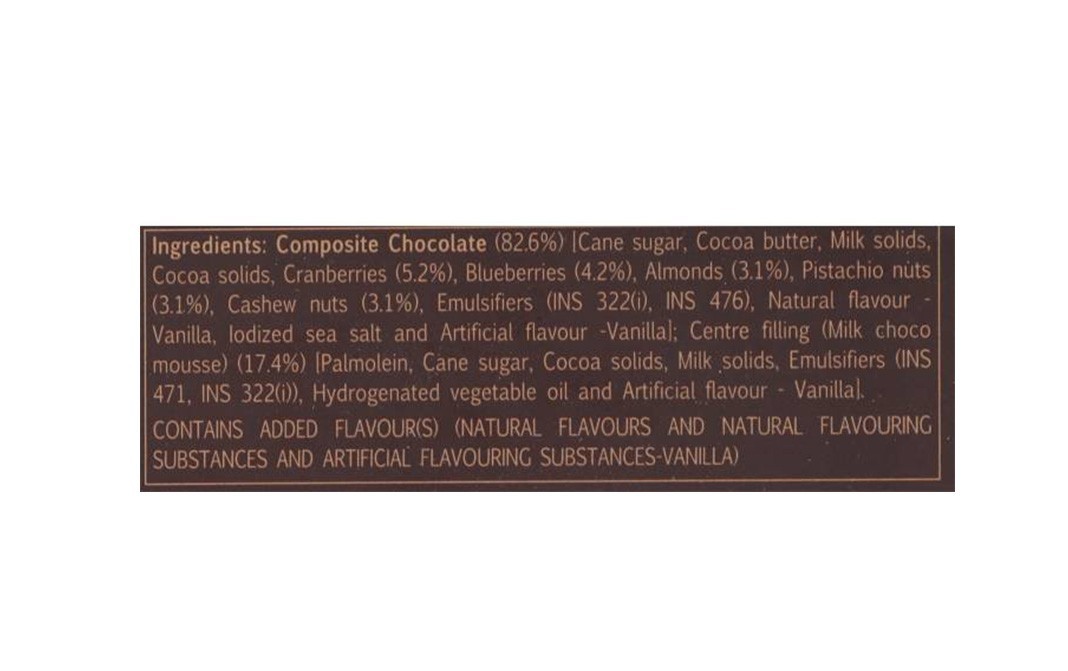 Ingredients: Composite Chocolate (82.6%) [Cane sugar, Cocoa butter, Milk solids,
Cocoa solids, Cranberries (5.2%), Blueberries (4.2%), Almonds (3.1%), Pistachio nuts
(3.1%), Cashew nuts (3.1%), Emulsifiers (INS 322(i), INS 476), Natural flavour -
Vanilla, Iodized sea salt and Artificial flavour -Vanilla]; Centre filling (Milk choco
mousse) (17.4%) [Palmolein, Cane sugar, Cocoa solids, Milk solids, Emulsifiers (INS
471, INS 322(i)), Hydrogenated vegetable oil and Artificial flavour - Vanilla].
CONTAINS ADDED FLAVOUR(S) (NATURAL FLAVOURS AND NATURAL FLAVOURING
SUBSTANCES AND ARTIFICIAL FLAVOURING SUBSTANCES-VANILLA)